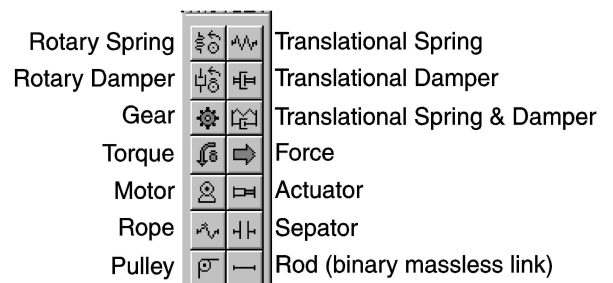 Rotary Spring Translational Spring
Rotary Damper Translational Damper
Gear Translational Spring & Damper
Torque Force
Motor Actuator
Rope Sepator
Pulley Rod (binary massless link)